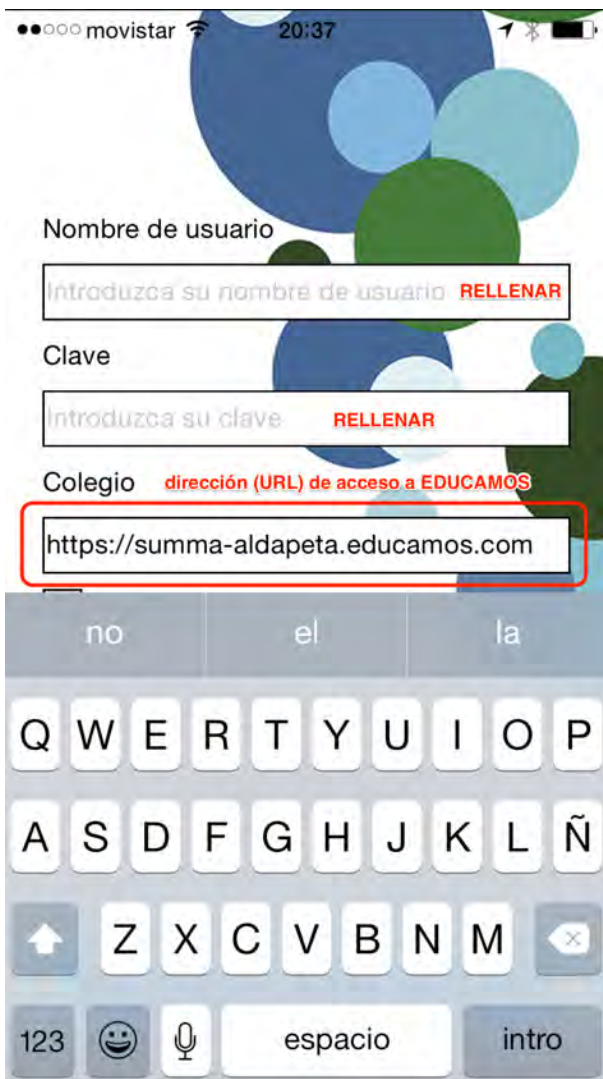 movistar 20:37
Nombre de usuario
Introduzca su nombre de usuario RELLENAR
Clave
Introduzca su clave RELLENAR
Colegio dirección (URL) de acceso a EDUCAMOS
https://summa-aldapeta.educamos.com
no el la
Q W E R T Y U I O P
A S D F G H J K L Ñ
Z X C V B N M
123 espacio intro